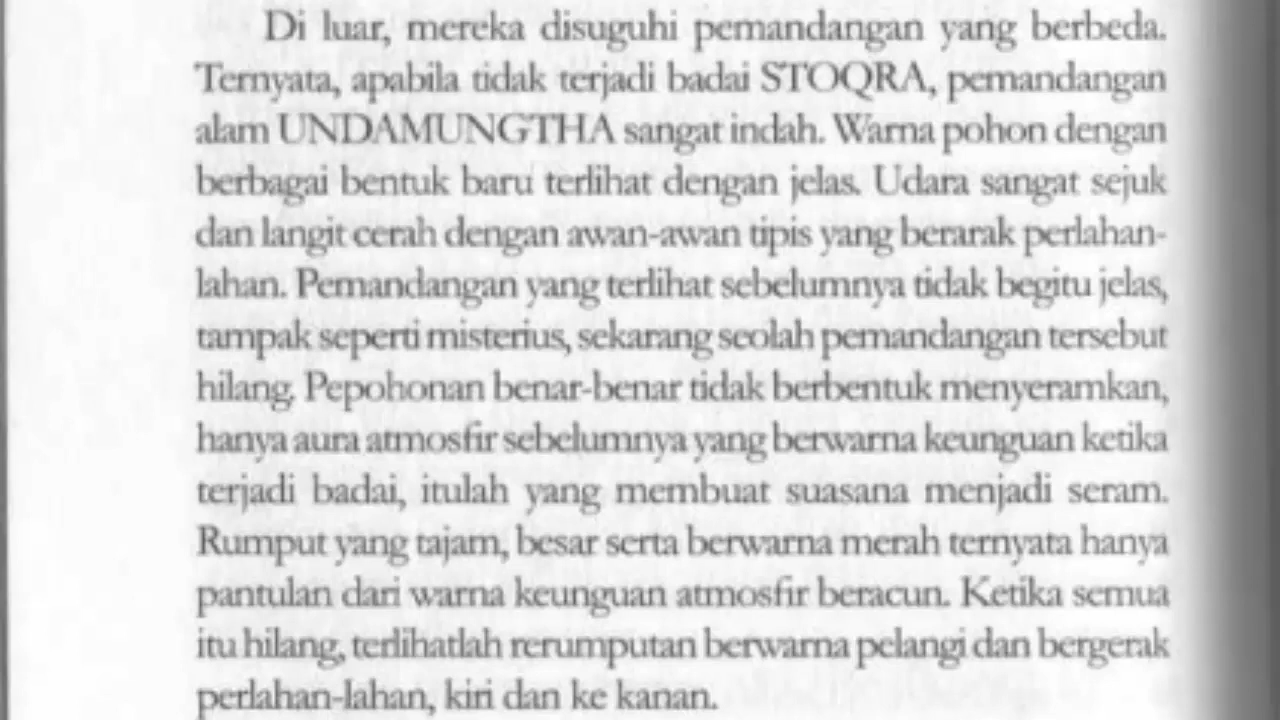 Di luar, mereka disuguhi pemandangan yang berbeda.
Ternyata, apabila tidak terjadi badai STOQRA, pemandangan
alam UNDAMUNGTHA sangat indah. Warna pohon dengan
berbagai bentuk baru terlihat dengan jelas. Udara sangat sejuk
dan langit cerah dengan awan-awan tipis yang berarak perlahan-
lahan. Pemandangan yang terlihat sebelumnya tidak begitu jelas,
tampak seperti misterius, sekarang seolah pemandangan tersebut
hilang. Pepohonan benar-benar tidak berbentuk menyeramkan,
hanya aura atmosfir sebelumnya yang berwarna keunguan ketika
terjadi badai, itulah yang membuat suasana menjadi seram.
Rumput yang tajam, besar serta berwarna merah ternyata hanya
pantulan dari warna keunguan atmosfir beracun. Ketika semua
itu hilang, terlihatlah rerumputan berwarna pelangi dan bergerak
perlahan-lahan, kiri dan ke kanan.